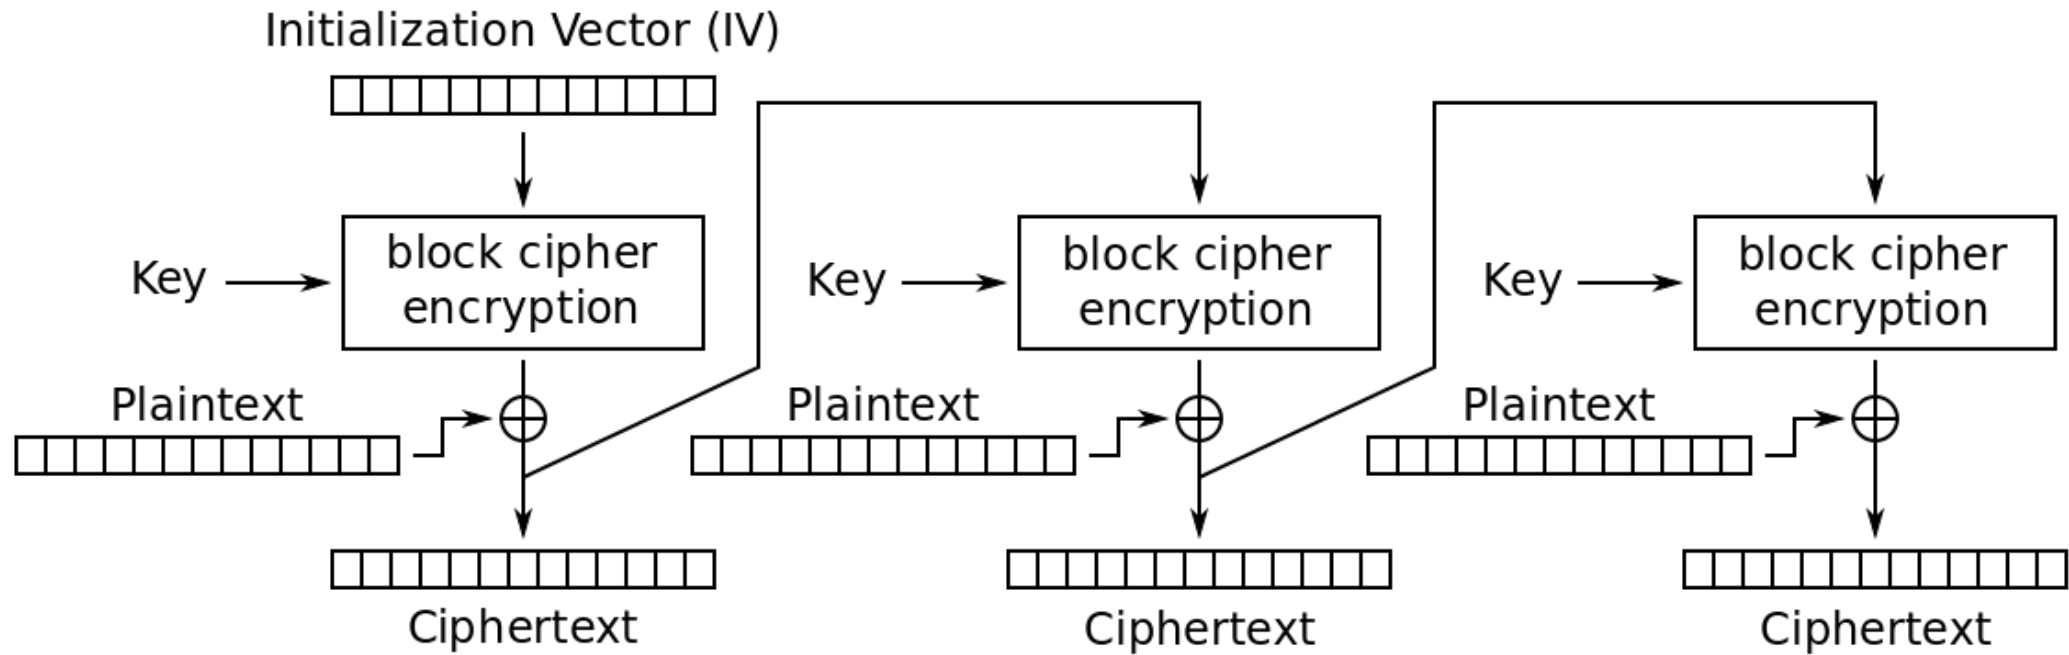 Initialization Vector (IV)
Key
block cipher
encryption
Key
block cipher
encryption
Key
block cipher
encryption
Plaintext
Plaintext
Plaintext
Ciphertext
Ciphertext
Ciphertext